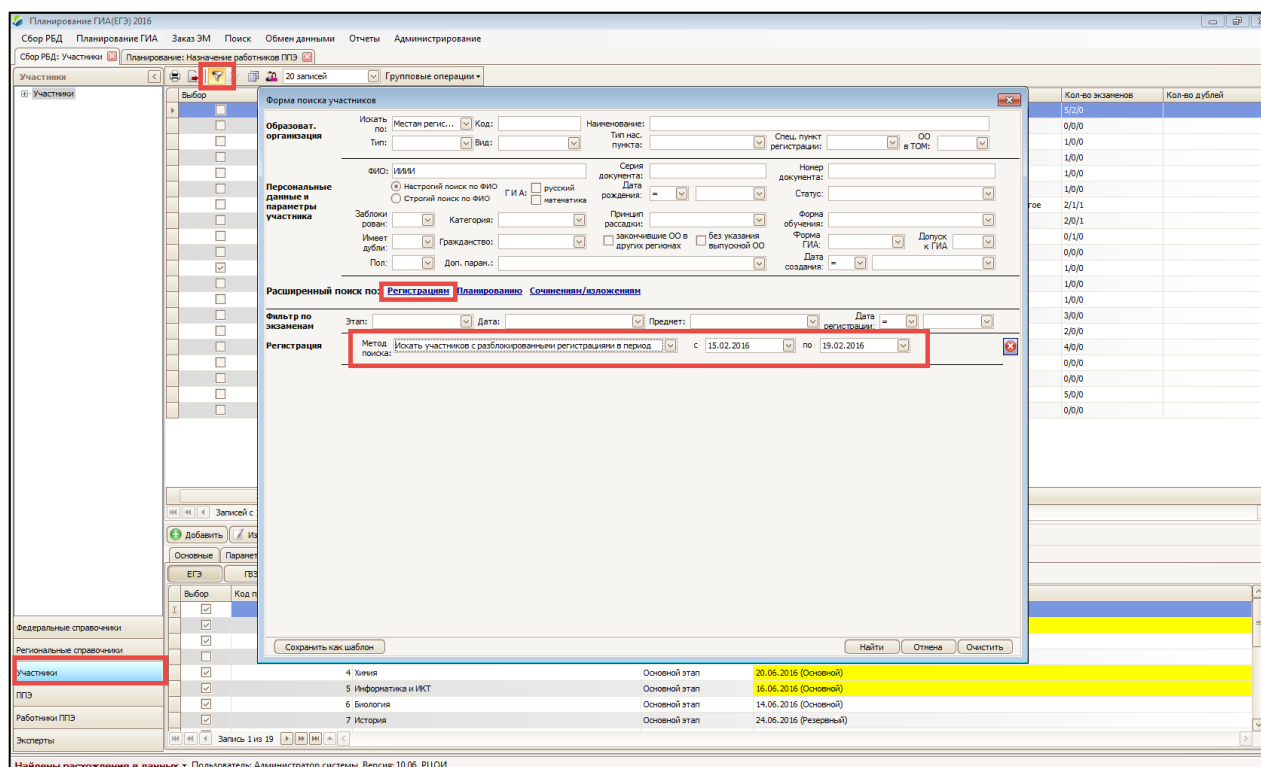 Планирование ГИА(ЕГЭ) 2016
Сбор РБД Планирование ГИА Заказ ЭМ Поиск Обмен данными Отчеты Администрирование
Сбор РБД: Участники Планирование: Назначение работников ППЭ
Участники 20 записей Групповые операции
Участники
Выбор Кол-во экзаменов Кол-во дублей
Форма поиска участников
5/2/0
0/0/0
1/0/0
1/0/0
1/0/0
1/0/0
гое 2/1/1
2/0/1
0/1/0
0/0/0
1/0/0
1/0/0
1/0/0
3/0/0
2/0/0
4/0/0
0/0/0
0/0/0
5/0/0
0/0/0
Образоват. организация
Искать по: Местам регис... Код: Наименование:
Тип: Вид: Тип нас. пункта: Спец. пункт регистрации: ОО в ТОМ:
Персональные данные и параметры участника
ФИО: ИИИИ Серия документа: Номер документа:
Нестрогий поиск по ФИО
Строгий поиск по ФИО
Г И А: русский
математика
Дата рождения: = Статус:
Заблоки рован: Категория: Принцип рассадки: Форма обучения:
Имеет дубли: Гражданство: закончившие ОО в других регионах без указания выпускной ОО Форма ГИА: Допуск к ГИА
Пол: Доп. парам.: Дата создания: =
Расширенный поиск по: Регистрациям Планированию Сочинениям/изложениям
Фильтр по экзаменам Этап: Дата: Предмет: Дата регистрации: =
Регистрация Метод поиска: Искать участников с разблокированными регистрациями в период с 15.02.2016 по 19.02.2016
Сохранить как шаблон Найти Отмена Очистить
Записей с
Добавить Из
Основные Парамет
ЕГЭ ГВЭ
Выбор Код п
4 Химия Основной этап 20.06.2016 (Основной)
5 Информатика и ИКТ Основной этап 16.06.2016 (Основной)
6 Биология Основной этап 14.06.2016 (Основной)
7 История Основной этап 24.06.2016 (Резервный)
Запись 1 из 19
Федеральные справочники
Региональные справочники
Участники
ППЭ
Работники ППЭ
Эксперты
Найдены расхождения в данных Пользователь: Администратор системы Версия: 10.06 РЦОИ